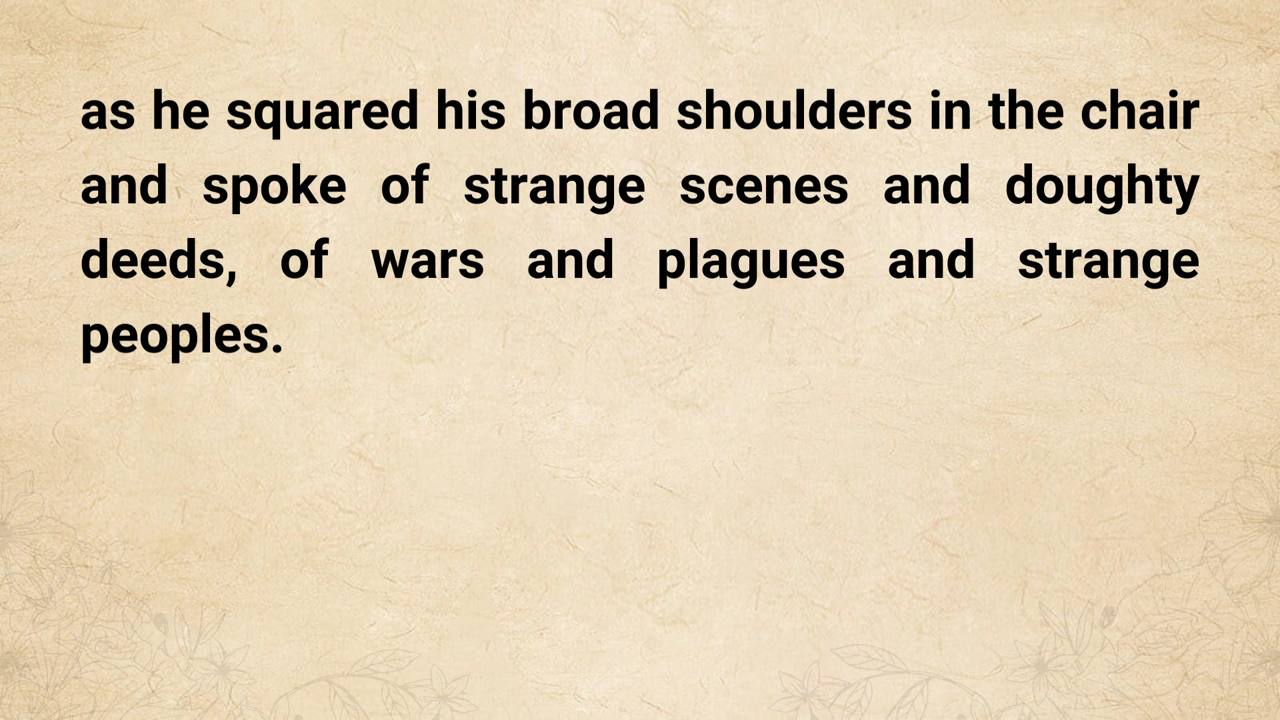 as he squared his broad shoulders in the chair
and spoke of strange scenes and doughty
deeds, of wars and plagues and strange
peoples.